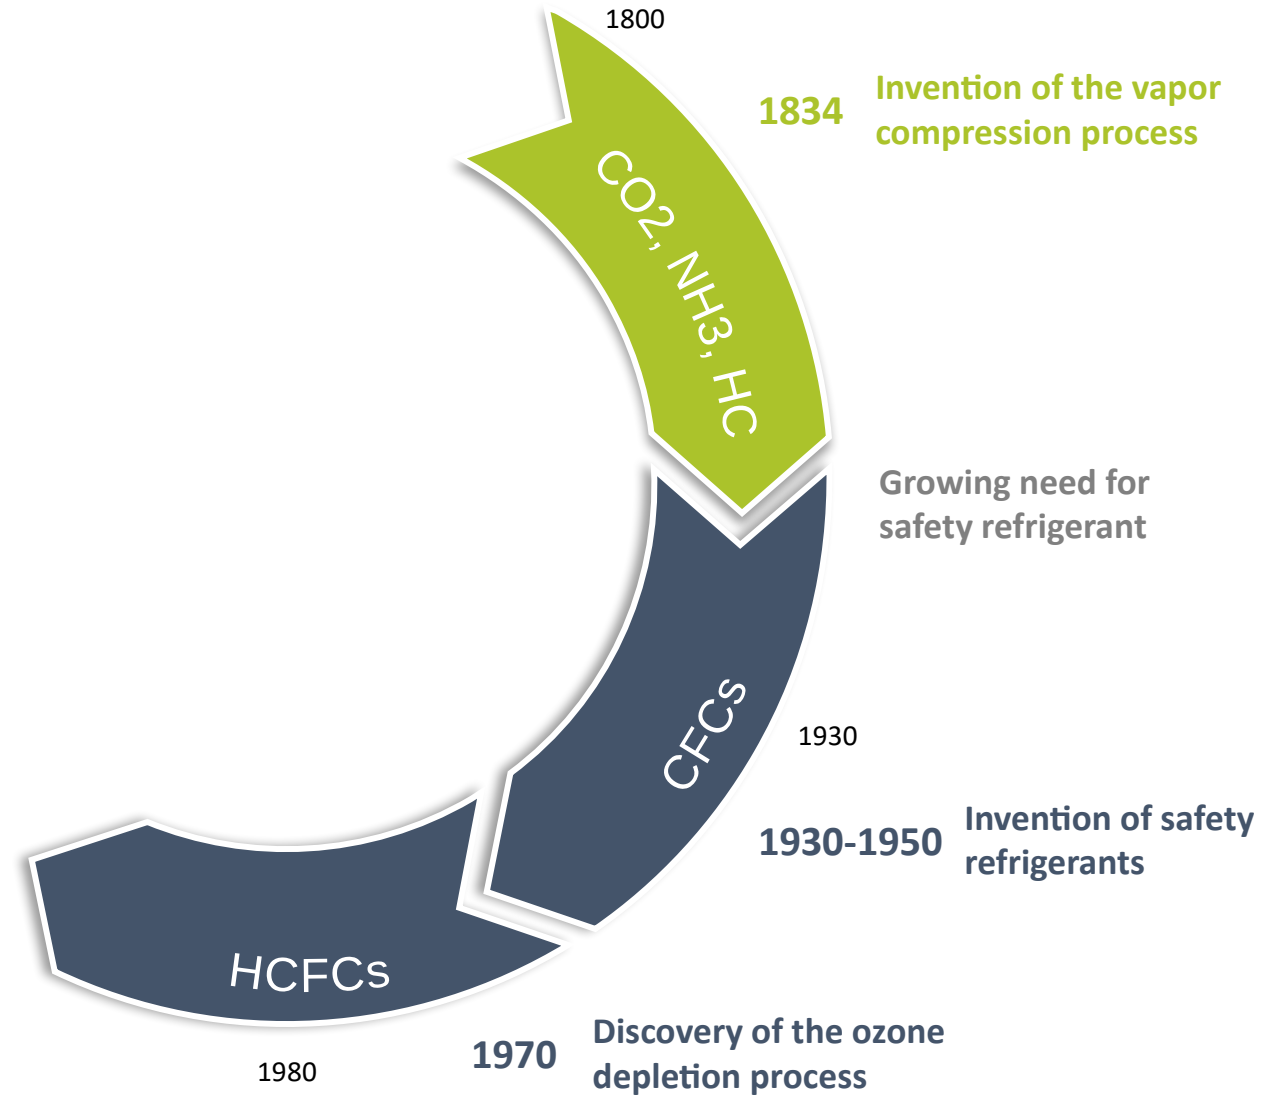 1800
1834
Invention of the vapor
compression process
CO2, NH3, HC
Growing need for
safety refrigerant
CFCs
1930
1930-1950
Invention of safety
refrigerants
HCFCs
1980
1970
Discovery of the ozone
depletion process